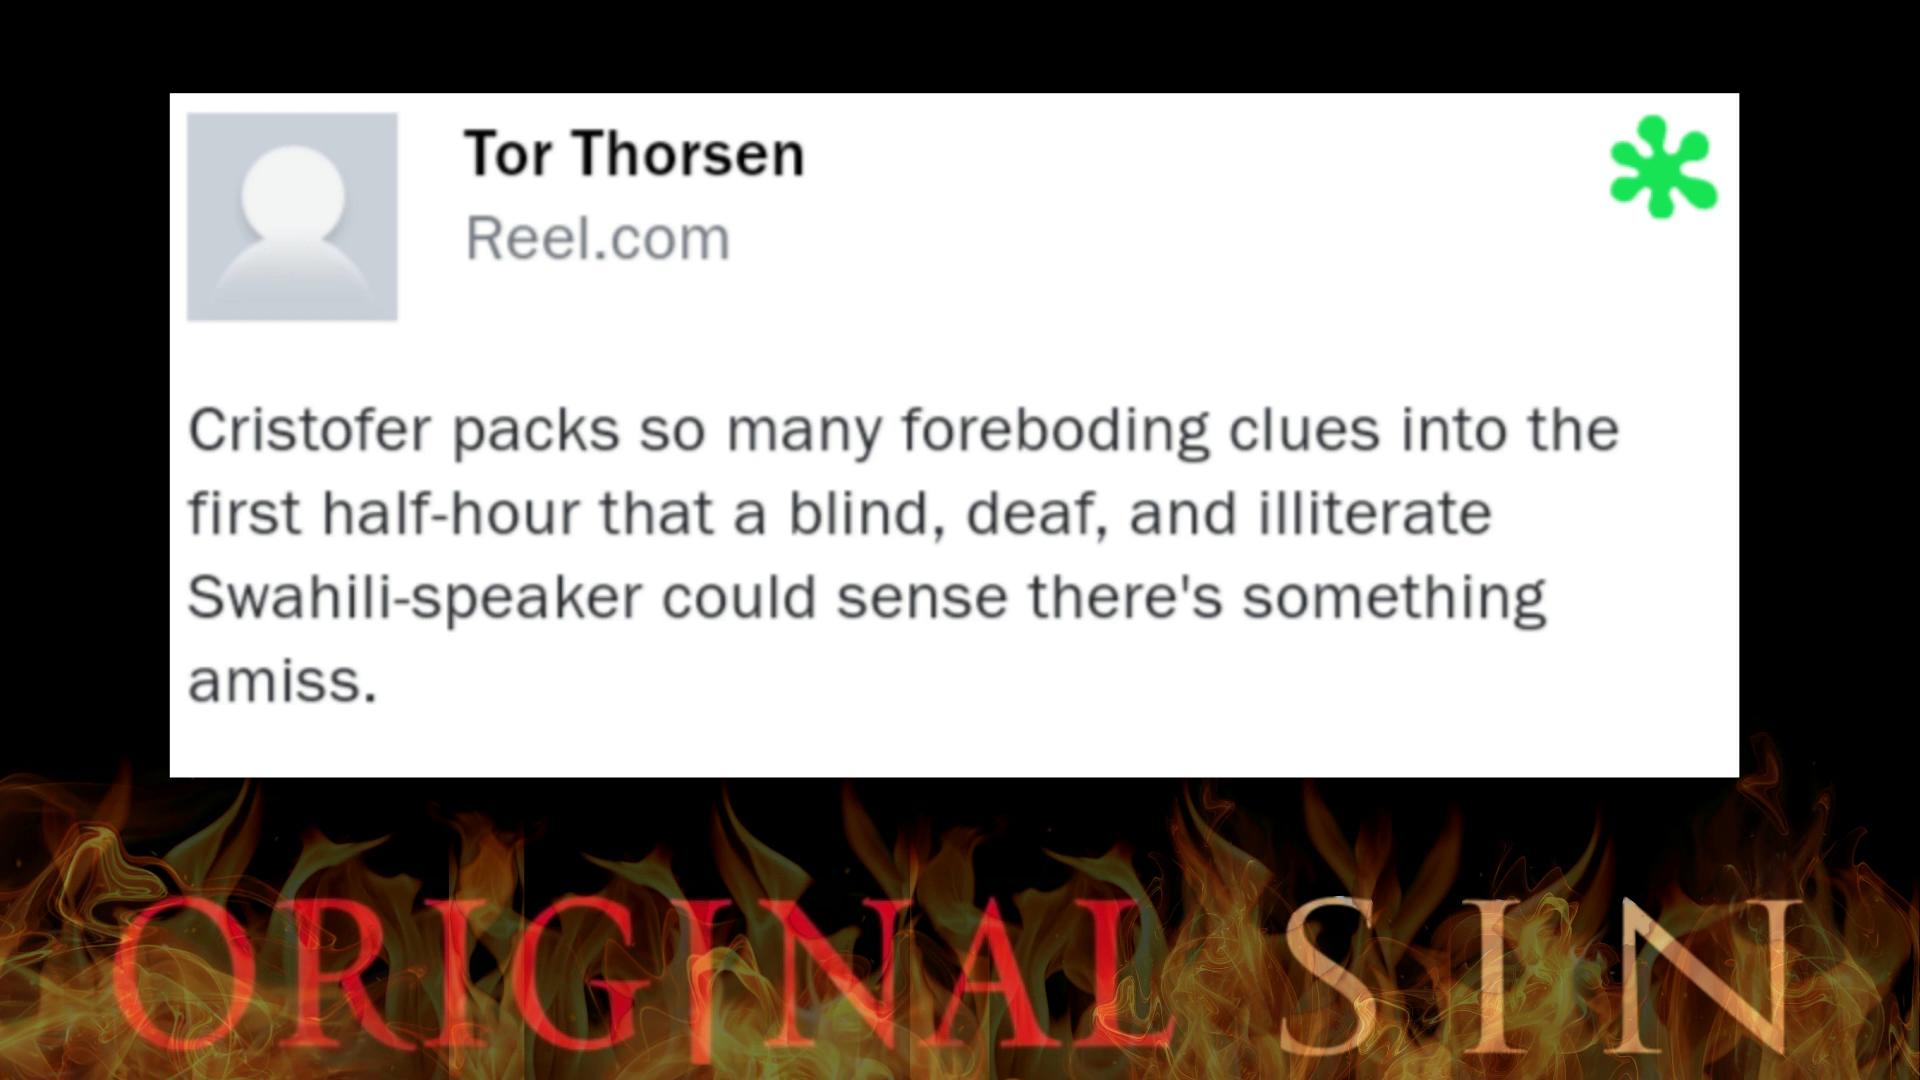 Tor Thorsen
Reel.com
Cristofer packs so many foreboding clues into the
first half-hour that a blind, deaf, and illiterate
Swahili-speaker could sense there's something
amiss.
ORIGINAL SIN